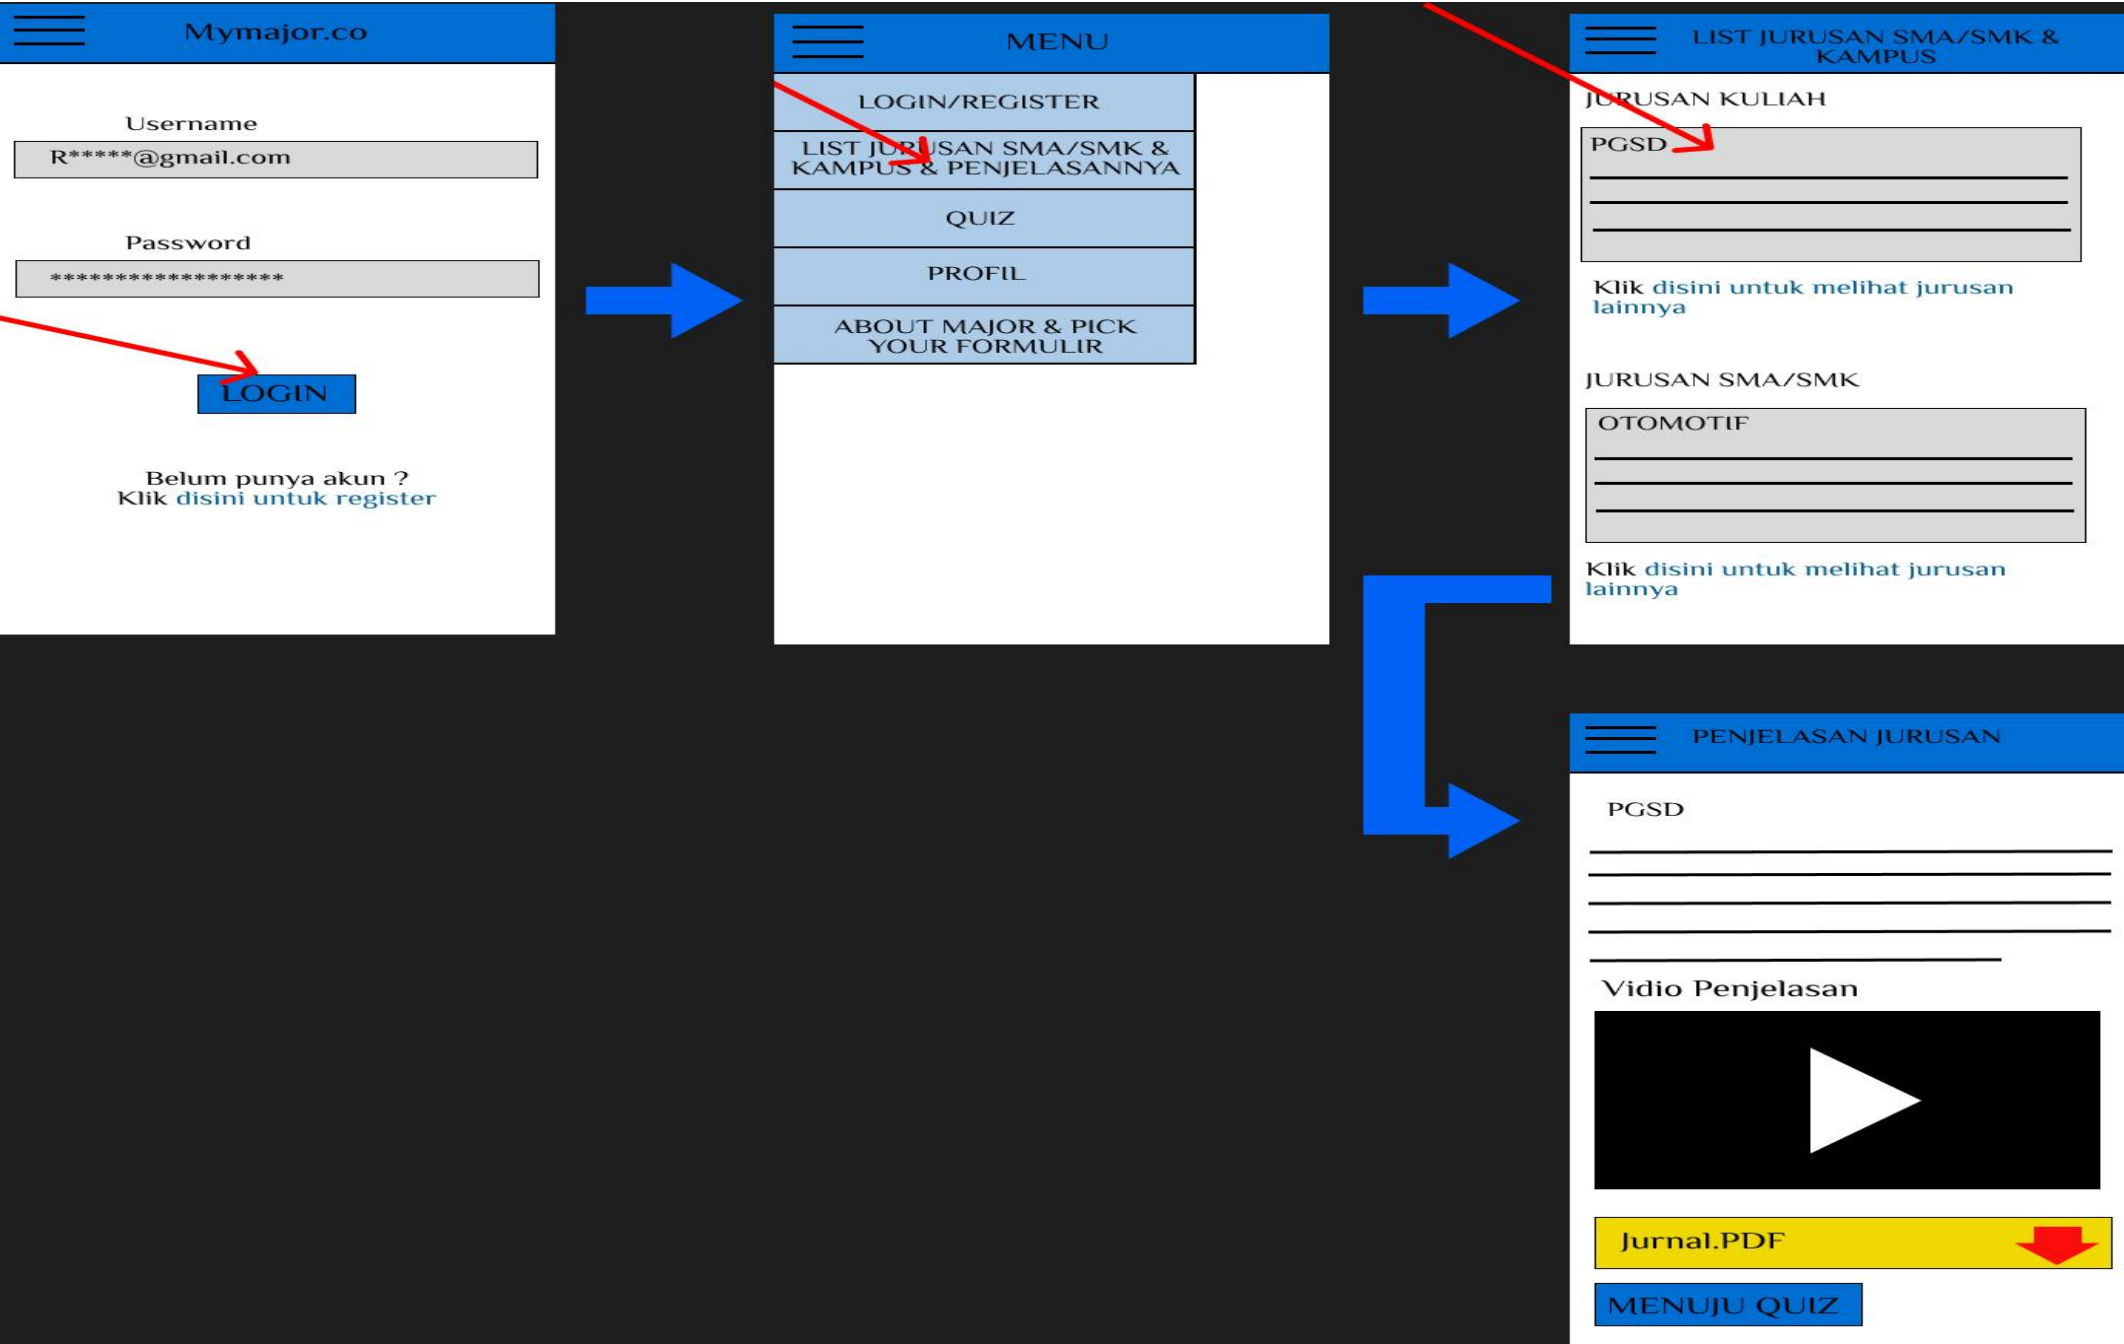 Mymajor.co
Username
R*****@gmail.com
Password
******************
LOGIN
Belum punya akun ?
Klik disini untuk register
MENU
LOGIN/REGISTER
LIST JURUSAN SMA/SMK &
KAMPUS & PENJELASANNYA
QUIZ
PROFIL
ABOUT MAJOR & PICK
YOUR FORMULIR
LIST JURUSAN SMA/SMK &
KAMPUS
JURUSAN KULIAH
PGSD
Klik disini untuk melihat jurusan
lainnya
JURUSAN SMA/SMK
OTOMOTIF
Klik disini untuk melihat jurusan
lainnya
PENJELASAN JURUSAN
PGSD
Vidio Penjelasan
Jurnal.PDF
MENUJU QUIZ